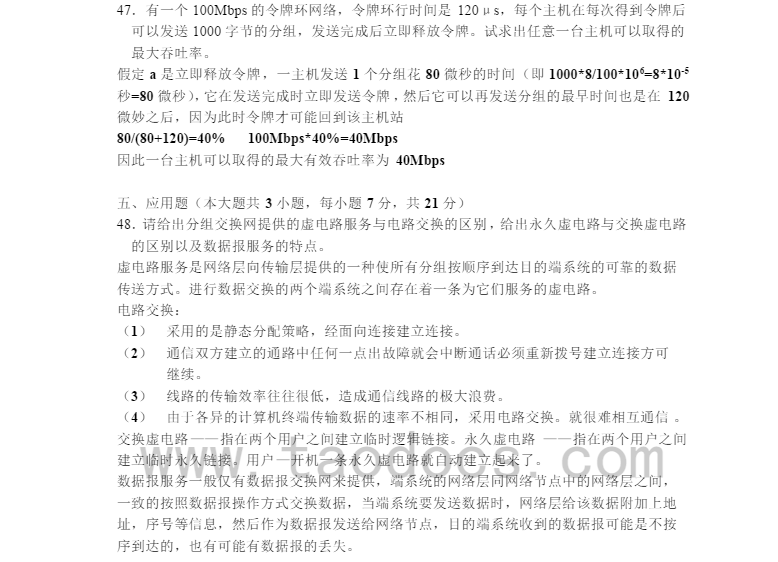 47．有一个 100Mbps 的令牌环网络，令牌环行时间是 120μs，每个主机在每次得到令牌后
可以发送 1000 字节的分组，发送完成后立即释放令牌。试求出任意一台主机可以取得的
最大吞吐率。
假定 a 是立即释放令牌，一主机发送 1 个分组花 80 微秒的时间（即 1000*8/100*10⁶=8*10⁻⁵
秒=80 微秒），它在发送完成时立即发送令牌，然后它可以再发送分组的最早时间也是在 120
微妙之后，因为此时令牌才可能回到该主机站
80/(80+120)=40%  100Mbps*40%=40Mbps
因此一台主机可以取得的最大有效吞吐率为 40Mbps
五、应用题（本大题共 3 小题，每小题 7 分，共 21 分）
48．请给出分组交换网提供的虚电路服务与电路交换的区别，给出永久虚电路与交换虚电路
的区别以及数据报服务的特点。
虚电路服务是网络层向传输层提供的一种使所有分组按顺序到达目的端系统的可靠的数据
传送方式。进行数据交换的两个端系统之间存在着一条为它们服务的虚电路。
电路交换：
（1） 采用的是静态分配策略，经面向连接建立连接。
（2） 通信双方建立的通路中任何一点出故障就会中断通话必须重新拨号建立连接方可
继续。
（3） 线路的传输效率往往很低，造成通信线路的极大浪费。
（4） 由于各异的计算机终端传输数据的速率不相同，采用电路交换。就很难相互通信 。
交换虚电路——指在两个用户之间建立临时逻辑链接。永久虚电路 ——指在两个用户之间
建立临时永久链接。用户一开机一条永久虚电路就自动建立起来了。
www.taodocs.com
数据报服务一般仅有数据报交换网来提供，端系统的网络层同网络节点中的网络层之间，
一致的按照数据报操作方式交换数据，当端系统要发送数据时，网络层给该数据附加上地
址，序号等信息，然后作为数据报发送给网络节点，目的端系统收到的数据报可能是不按
序到达的，也有可能有数据报的丢失。